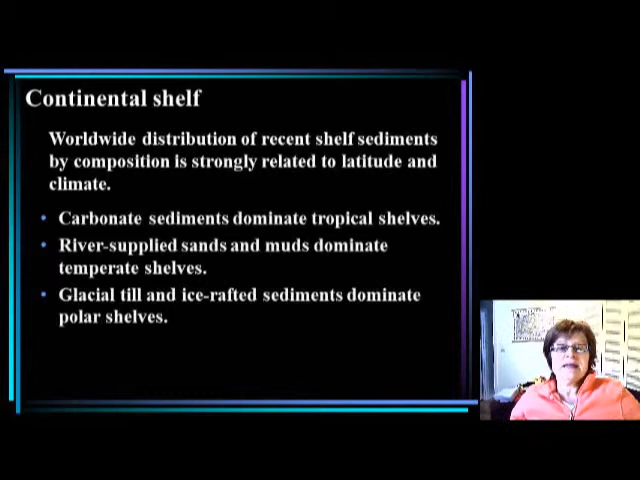 Continental shelf
Worldwide distribution of recent shelf sediments
by composition is strongly related to latitude and
climate.
• Carbonate sediments dominate tropical shelves.
• River-supplied sands and muds dominate
temperate shelves.
• Glacial till and ice-rafted sediments dominate
polar shelves.